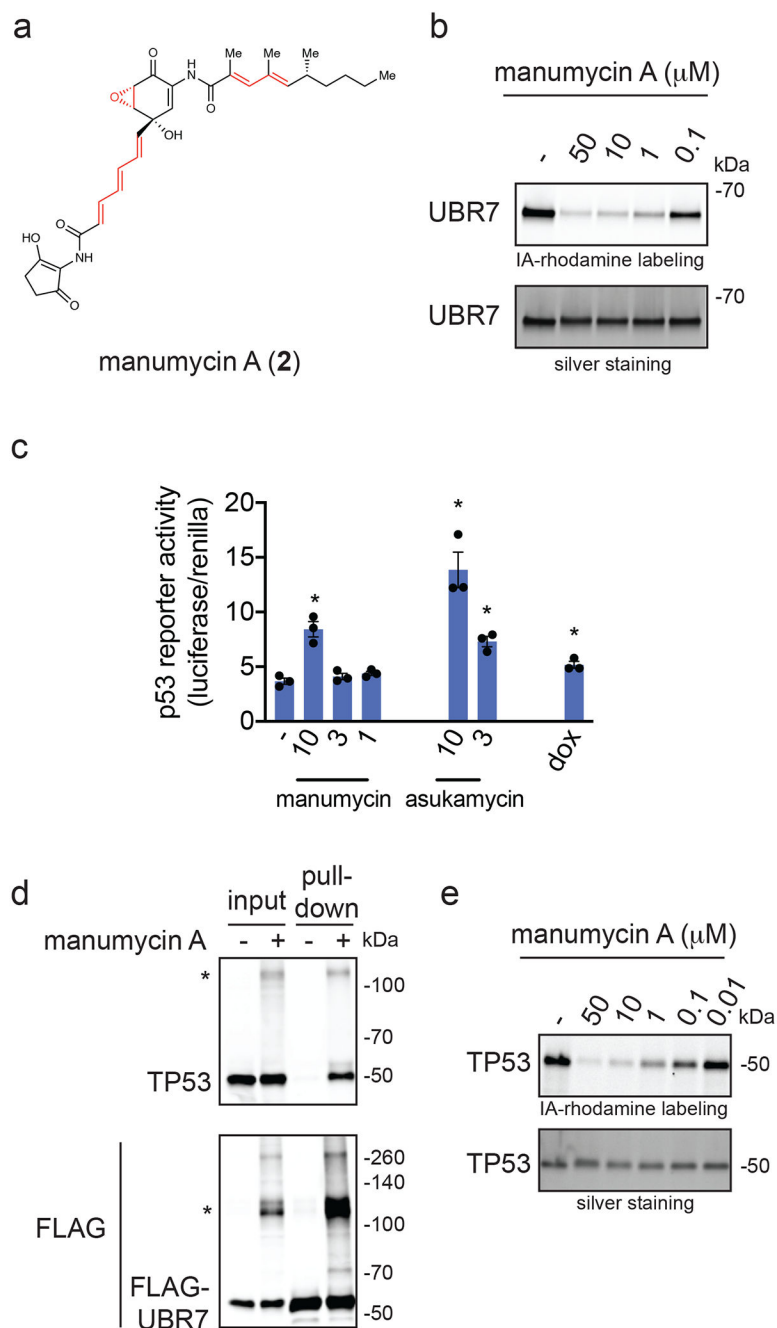 a
O
H
N
Me
Me
Me
Me
O
O
OH
O
HO
NH
O
manumycin A (2)
b
manumycin A (μM)
- 50 10 1 0.1
kDa
-70
UBR7
IA-rhodamine labeling
-70
UBR7
silver staining
c
p53 reporter activity
(luciferase/renilla)
20
15
10
5
0
* * * *
- 10 3 1 10 3 dox
manumycin asukamycin
d
input pull-
down
manumycin A - + - + kDa
*
-100
-70
TP53 -50
-260
-140
*
-100
FLAG
-70
FLAG-
UBR7 -50
e
manumycin A (μM)
- 50 10 1 0.1 0.01
kDa
TP53 -50
IA-rhodamine labeling
TP53 -50
silver staining